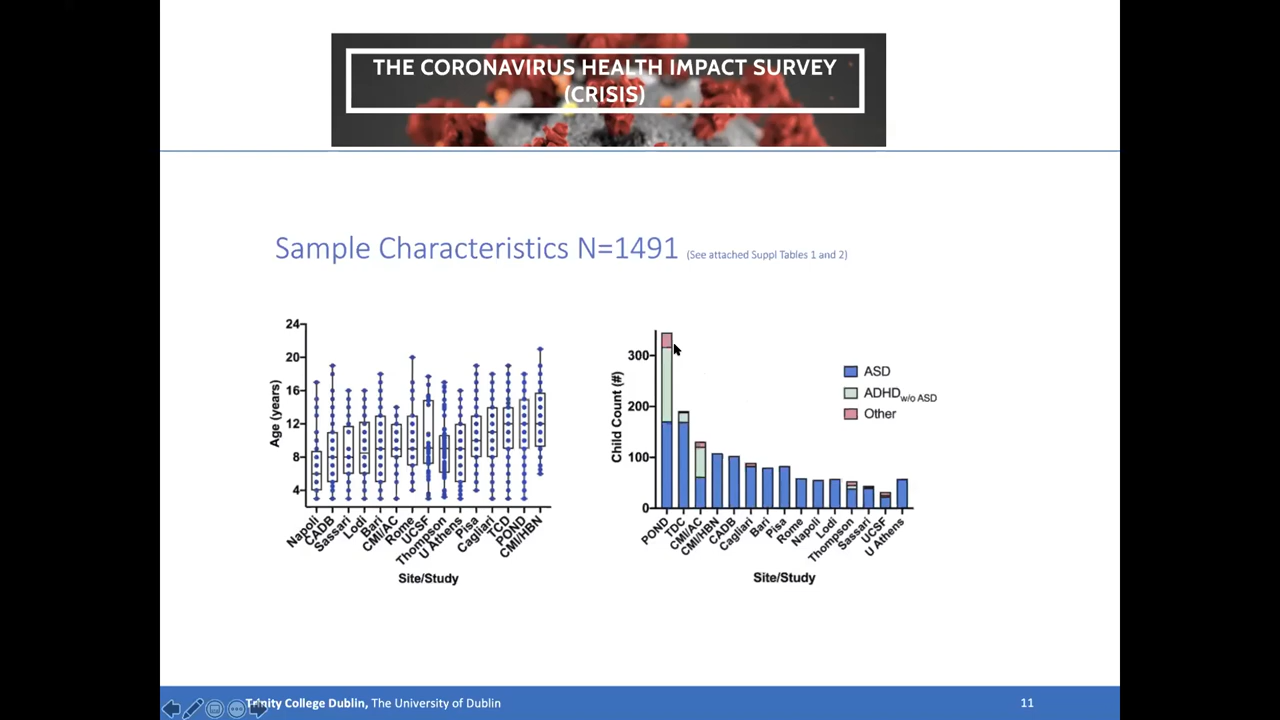 THE CORONAVIRUS HEALTH IMPACT SURVEY
(CRISIS)
Sample Characteristics N=1491 (See attached Suppl Tables 1 and 2)
24
20
16
12
8
4
Age (years)
Napoli
CADB
Sassari
Lodi
Bari
CMI/AC
Rome
UCSF
Thompson
U Athens
Pisa
Cagliari
TCD
POND
CMI/HBN
Site/Study
300
200
100
0
Child Count (#)
ASD
ADHD w/o ASD
Other
POND
TDC
CMI/AC
CMI/HBN
CADB
Cagliari
Bari
Pisa
Rome
Napoli
Lodi
Thompson
Sassari
UCSF
U Athens
Site/Study
Trinity College Dublin, The University of Dublin
11